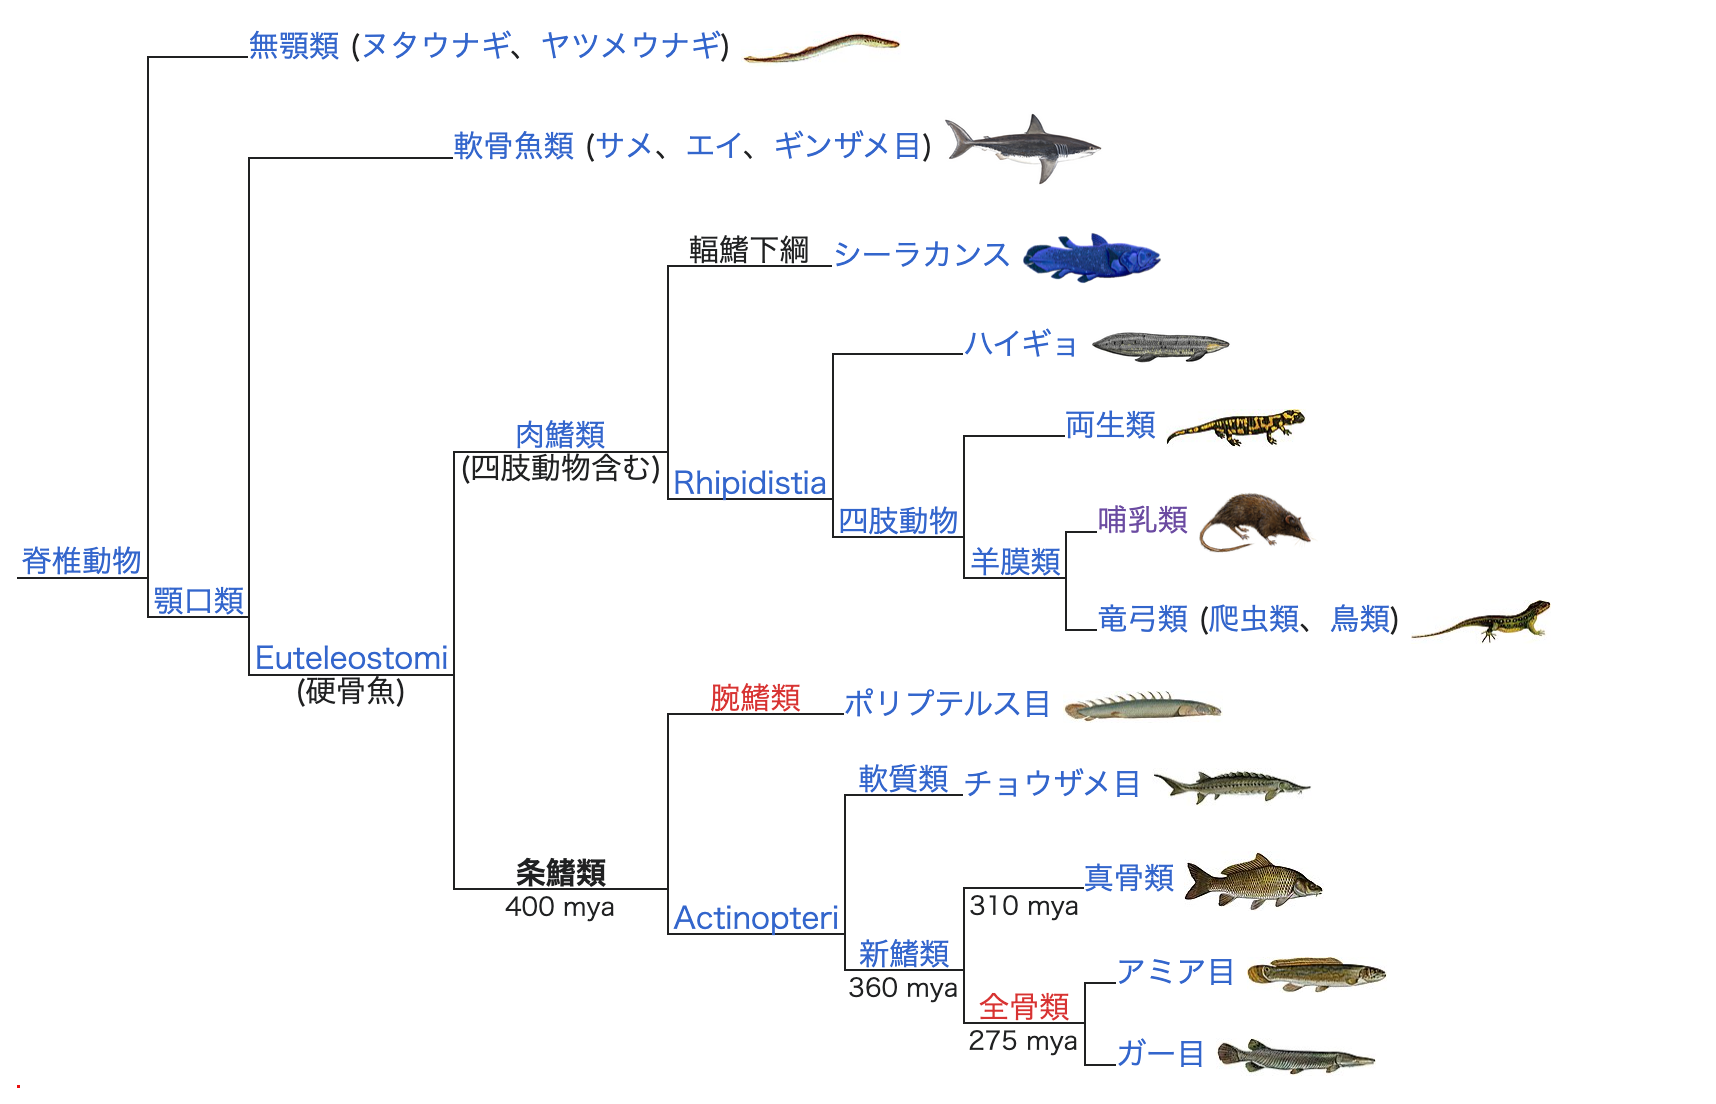 無顎類 (ヌタウナギ、ヤツメウナギ)
軟骨魚類 (サメ、エイ、ギンザメ目)
輻鰭下綱
シーラカンス
ハイギョ
両生類
肉鰭類
(四肢動物含む)
Rhipidistia
四肢動物
哺乳類
羊膜類
脊椎動物
顎口類
竜弓類 (爬虫類、鳥類)
Euteleostomi
(硬骨魚)
腕鰭類
ポリプテルス目
軟質類
チョウザメ目
条鰭類
400 mya
Actinopteri
真骨類
310 mya
新鰭類
360 mya
アミア目
全骨類
275 mya
ガー目